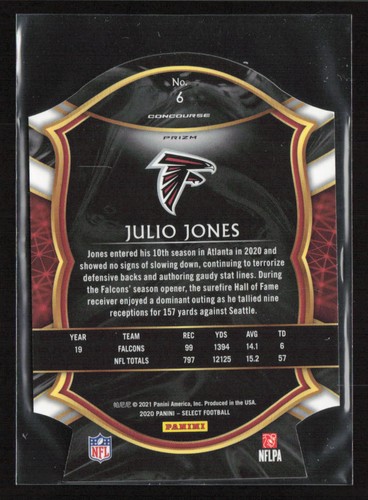 No.
6
CONCOURSE
PRIZM
JULIO JONES
Jones entered his 10th season in Atlanta in 2020 and
showed no signs of slowing down, continuing to terrorize
defensive backs and authoring gaudy stat lines. During
the Falcons' season opener, the surefire Hall of Fame
receiver enjoyed a dominant outing as he tallied nine
receptions for 157 yards against Seattle.
YEAR TEAM REC YDS AVG TD
19 FALCONS 99 1394 14.1 6
NFL TOTALS 797 12125 15.2 57
© 2021 Panini America, Inc. Produced in the USA.
2020 PANINI - SELECT FOOTBALL
NFL
PANINI
NFLPA